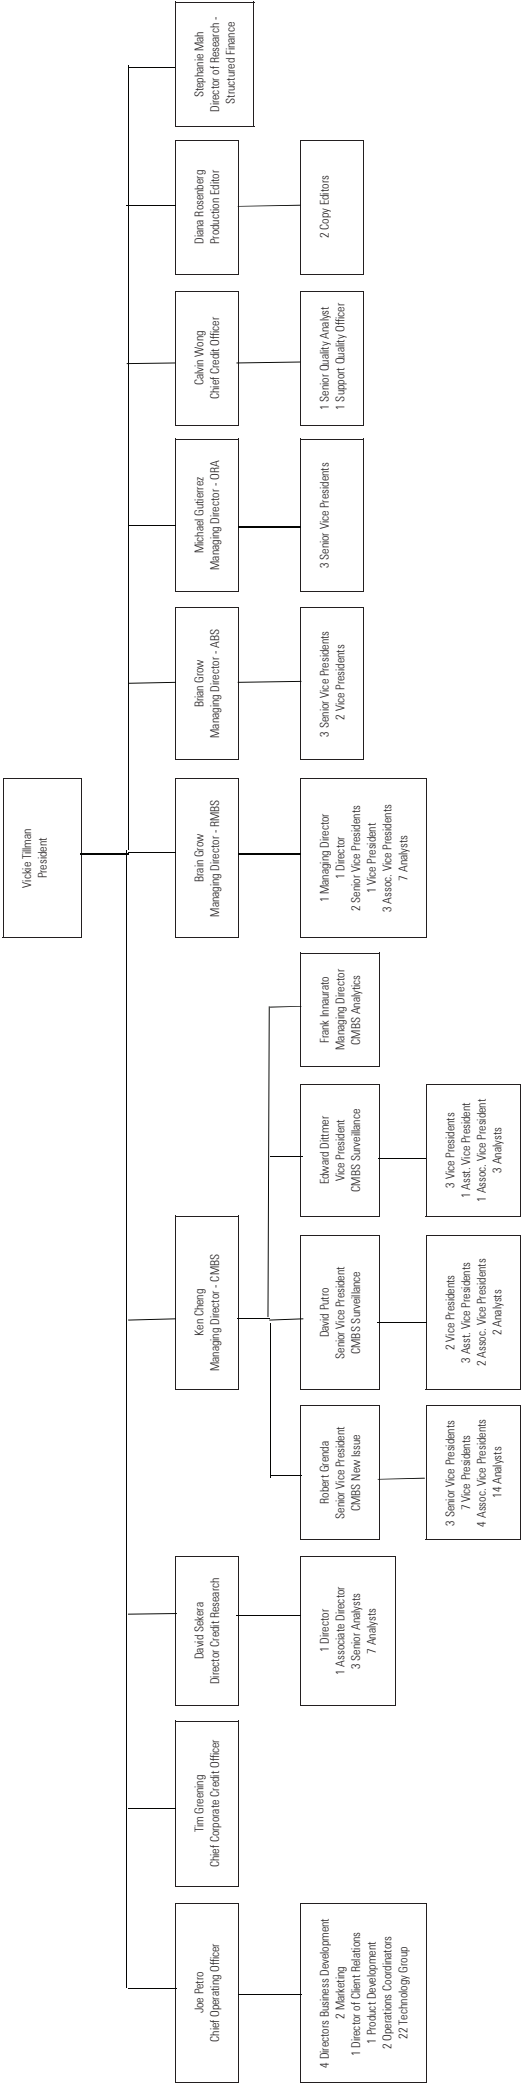 Vickie Tillman
President
Joe Petro
Chief Operating Officer
Tim Greening
Chief Corporate Credit Officer
David Sekera
Director Credit Research
Ken Cheng
Managing Director - CMBS
Brain Grow
Managing Director - RMBS
Brian Grow
Managing Director - ABS
Michael Gutierrez
Managing Director - ORA
Calvin Wong
Chief Credit Officer
Diana Rosenberg
Production Editor
Stephanie Mah
Director of Research -
Structured Finance
4 Directors Business Development
2 Marketing
1 Director of Client Relations
1 Product Development
2 Operations Coordinators
22 Technology Group
1 Director
1 Associate Director
3 Senior Analysts
7 Analysts
Robert Grenda
Senior Vice President
CMBS New Issue
David Putro
Senior Vice President
CMBS Surveillance
Edward Dittmer
Vice President
CMBS Surveillance
Frank Innaurato
Managing Director
CMBS Analytics
1 Managing Director
1 Director
2 Senior Vice Presidents
1 Vice President
3 Assoc. Vice Presidents
7 Analysts
3 Senior Vice Presidents
2 Vice Presidents
3 Senior Vice Presidents
1 Senior Quality Analyst
1 Support Quality Officer
2 Copy Editors
3 Senior Vice Presidents
7 Vice Presidents
4 Assoc. Vice Presidents
14 Analysts
2 Vice Presidents
3 Asst. Vice Presidents
2 Assoc. Vice Presidents
2 Analysts
3 Vice Presidents
1 Asst. Vice President
1 Assoc. Vice President
3 Analysts